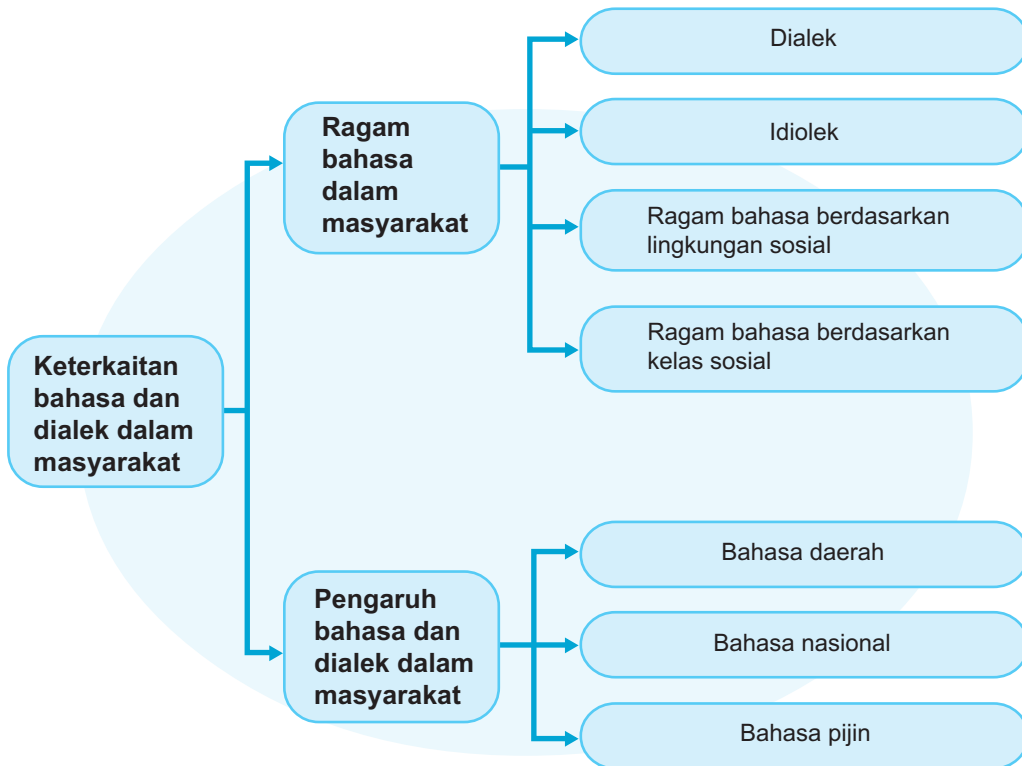 Keterkaitan
bahasa dan
dialek dalam
masyarakat
Ragam
bahasa
dalam
masyarakat
Dialek
Idiolek
Ragam bahasa berdasarkan
lingkungan sosial
Ragam bahasa berdasarkan
kelas sosial
Pengaruh
bahasa dan
dialek dalam
masyarakat
Bahasa daerah
Bahasa nasional
Bahasa pijin